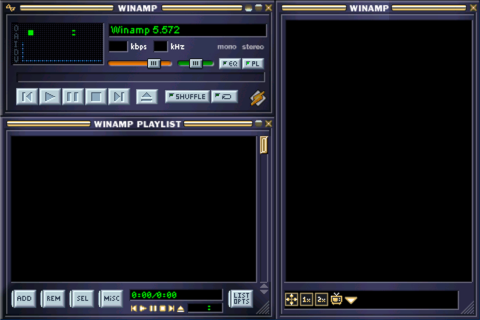 WINAMP
O
A
I
D
V
Winamp 5.572
kbps
kHz
mono stereo
EQ
PL
SHUFFLE
WINAMP PLAYLIST
ADD
REM
SEL
MISC
0:00/0:00
:
LIST
OPTS
WINAMP
1x
2x